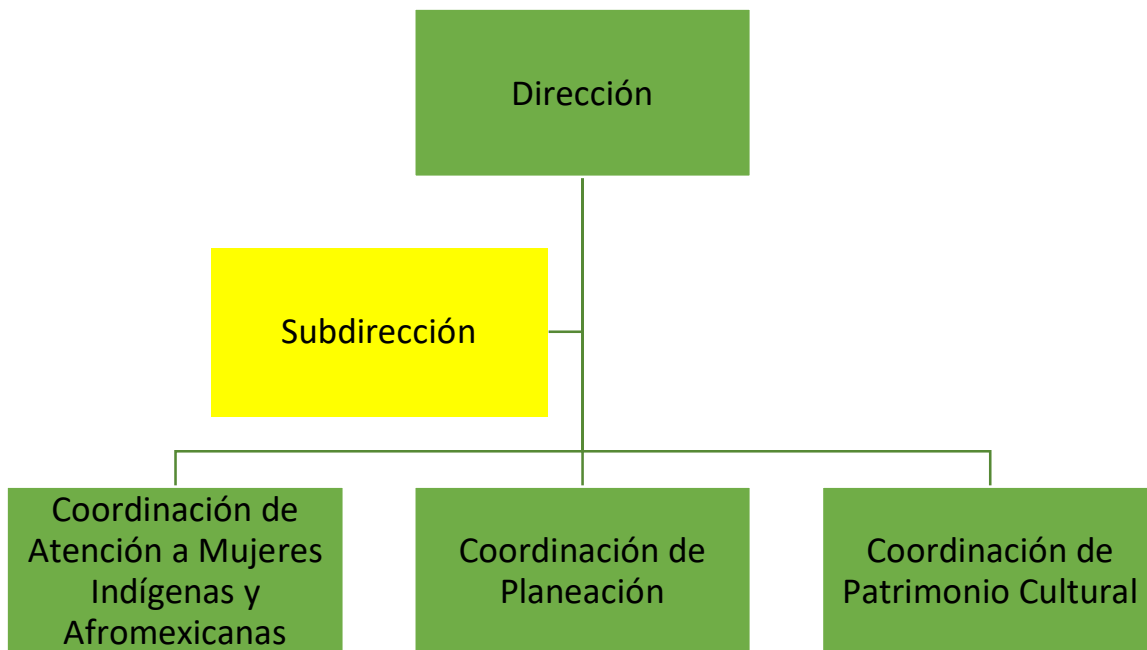 Dirección
Subdirección
Coordinación de
Atención a Mujeres
Indígenas y
Afromexicanas
Coordinación de
Planeación
Coordinación de
Patrimonio Cultural